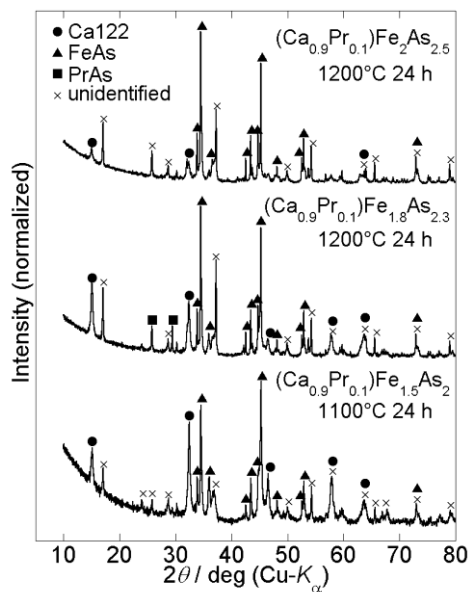 ● Ca122
▲ FeAs
■ PrAs
× unidentified
(Ca₀.₉Pr₀.₁)Fe₂As₂.₅
1200°C 24 h
(Ca₀.₉Pr₀.₁)Fe₁.₈As₂.₃
1200°C 24 h
(Ca₀.₉Pr₀.₁)Fe₁.₅As₂
1100°C 24 h
Intensity (normalized)
10 20 30 40 50 60 70 80
2θ / deg (Cu-Kα)